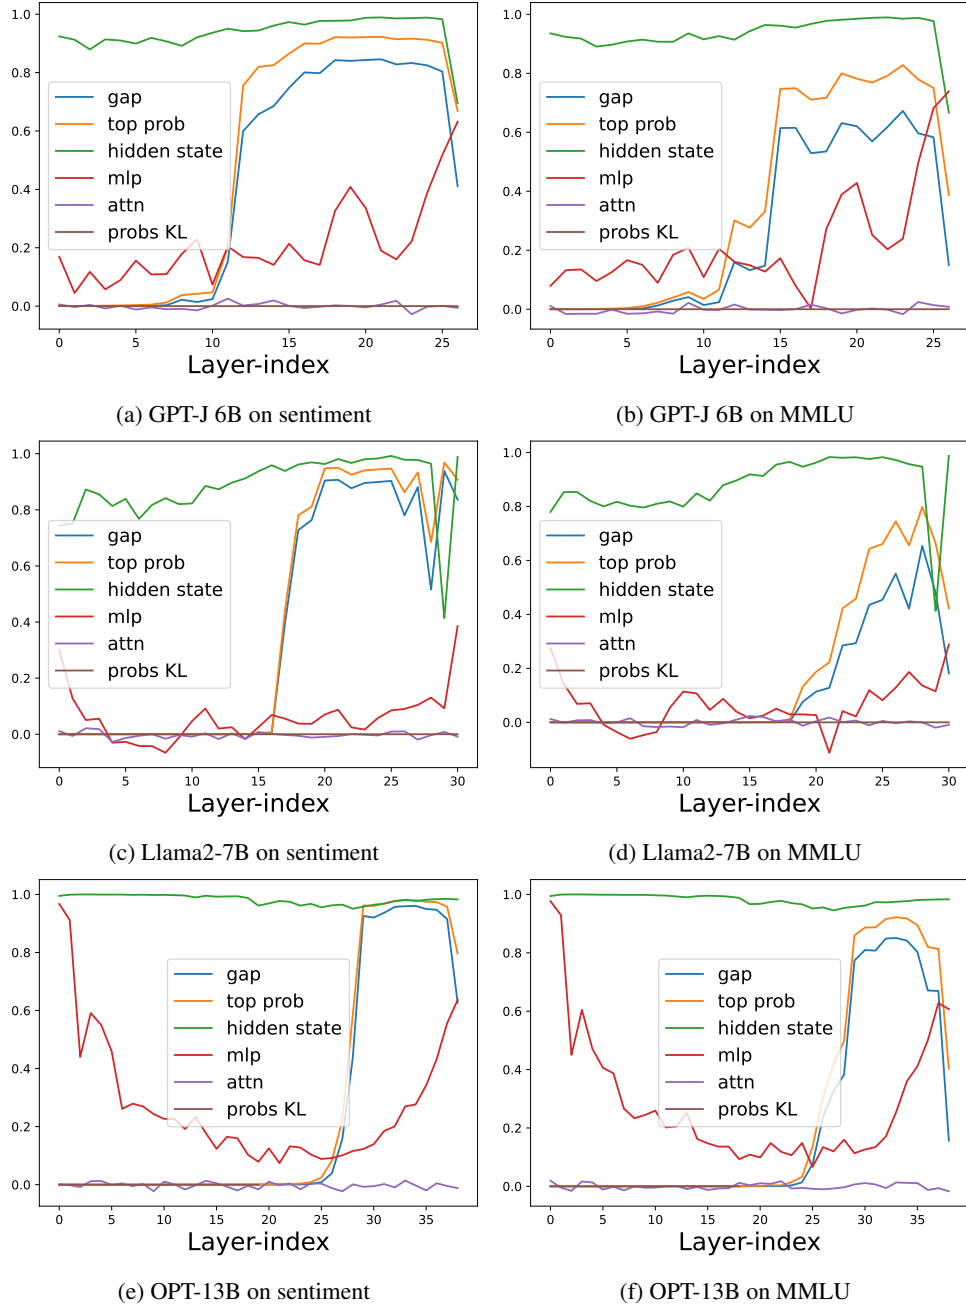 1.0
0.8
0.6
0.4
0.2
0.0
gap
top prob
hidden state
mlp
attn
probs KL
0 5 10 15 20 25
Layer-index
(a) GPT-J 6B on sentiment
1.0
0.8
0.6
0.4
0.2
0.0
gap
top prob
hidden state
mlp
attn
probs KL
0 5 10 15 20 25
Layer-index
(b) GPT-J 6B on MMLU
1.0
0.8
0.6
0.4
0.2
0.0
gap
top prob
hidden state
mlp
attn
probs KL
0 5 10 15 20 25 30
Layer-index
(c) Llama2-7B on sentiment
1.0
0.8
0.6
0.4
0.2
0.0
gap
top prob
hidden state
mlp
attn
probs KL
0 5 10 15 20 25 30
Layer-index
(d) Llama2-7B on MMLU
1.0
0.8
0.6
0.4
0.2
0.0
gap
top prob
hidden state
mlp
attn
probs KL
0 5 10 15 20 25 30 35
Layer-index
(e) OPT-13B on sentiment
1.0
0.8
0.6
0.4
0.2
0.0
gap
top prob
hidden state
mlp
attn
probs KL
0 5 10 15 20 25 30 35
Layer-index
(f) OPT-13B on MMLU